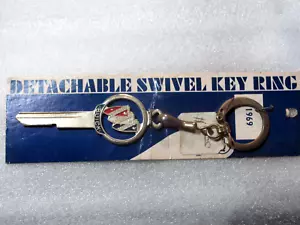 DETACHABLE SWIVEL KEY RING
1969